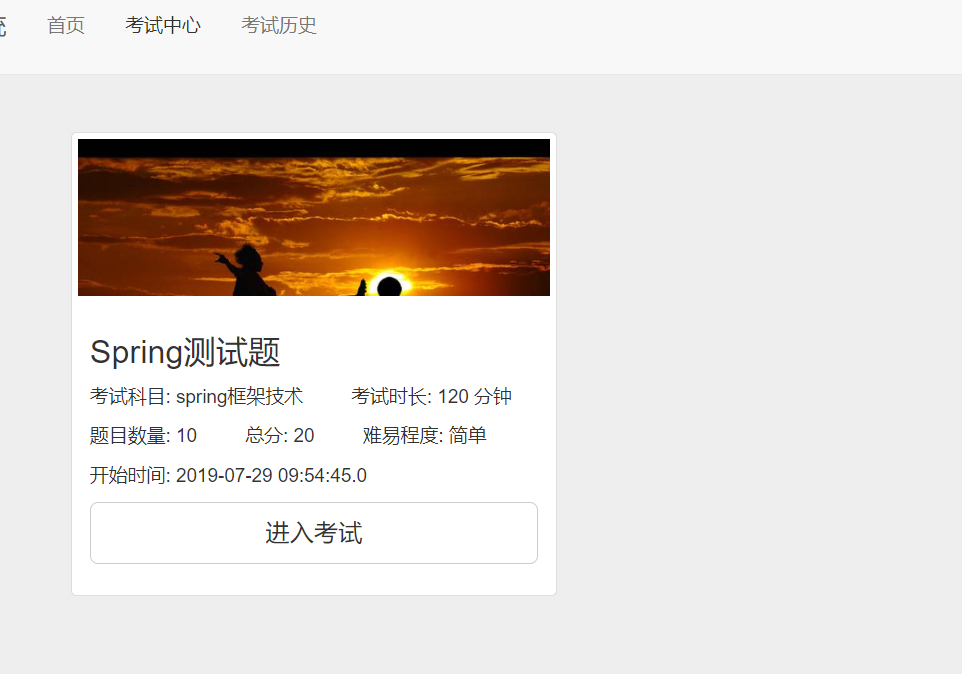 首页 考试中心 考试历史
Spring测试题
考试科目: spring框架技术 考试时长: 120 分钟
题目数量: 10 总分: 20 难易程度: 简单
开始时间: 2019-07-29 09:54:45.0
进入考试